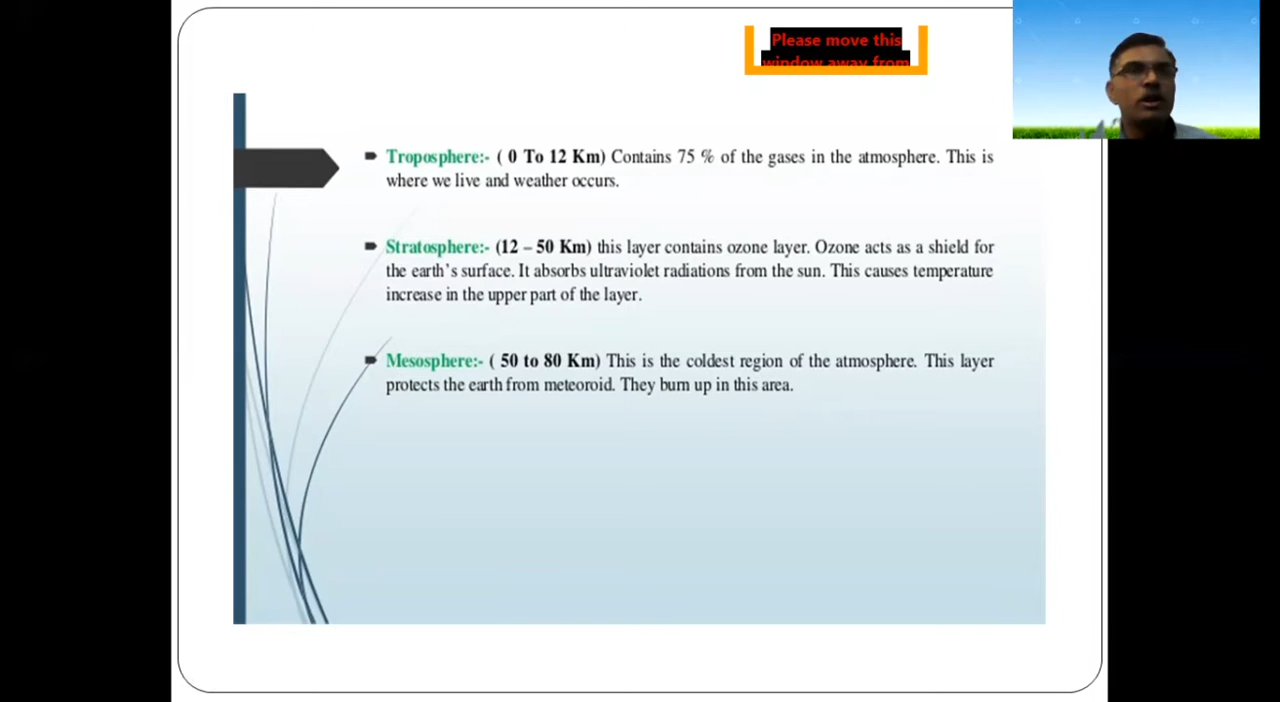 Please move this
window away from
Troposphere:- ( 0 To 12 Km) Contains 75 % of the gases in the atmosphere. This is
where we live and weather occurs.
Stratosphere:- (12 – 50 Km) this layer contains ozone layer. Ozone acts as a shield for
the earth's surface. It absorbs ultraviolet radiations from the sun. This causes temperature
increase in the upper part of the layer.
Mesosphere:- ( 50 to 80 Km) This is the coldest region of the atmosphere. This layer
protects the earth from meteoroid. They burn up in this area.